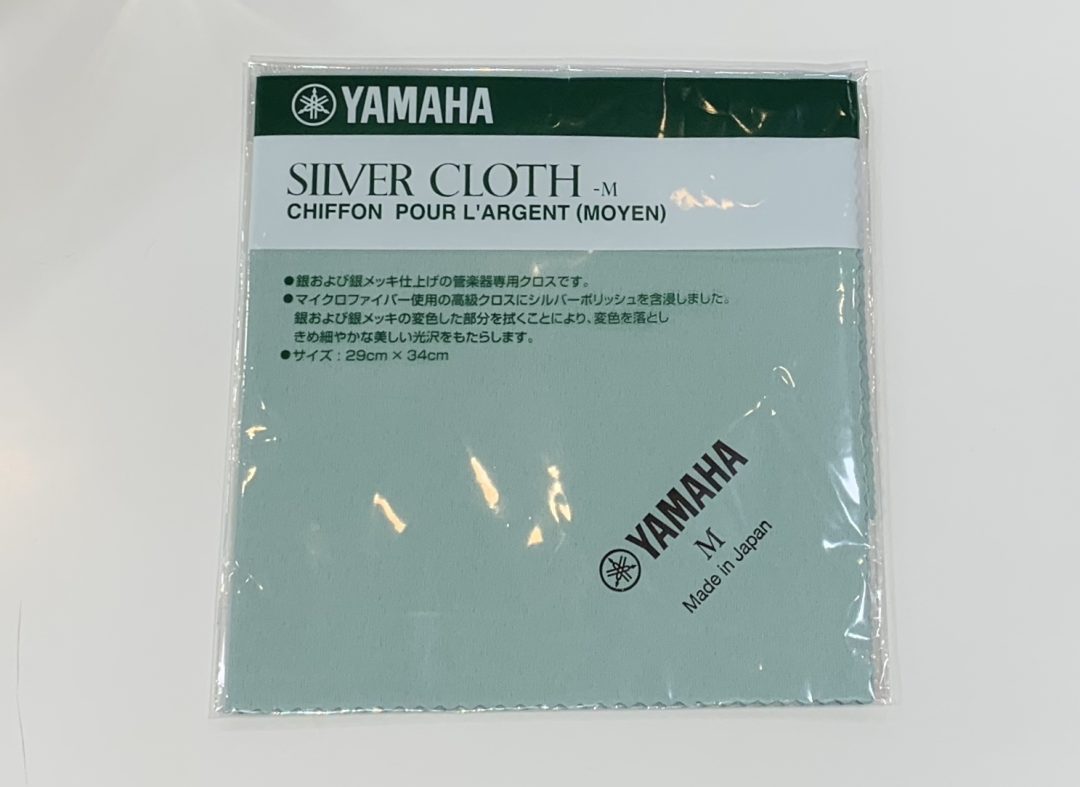 YAMAHA
SILVER CLOTH -M
CHIFFON POUR L'ARGENT (MOYEN)
●銀および銀メッキ仕上げの管楽器専用クロスです。
●マイクロファイバー使用の高級クロスにシルバーポリッシュを含浸しました。
銀および銀メッキの変色した部分を拭くことにより、変色を落とし
きめ細やかな美しい光沢をもたらします。
●サイズ：29cm×34cm
YAMAHA
M
Made in Japan